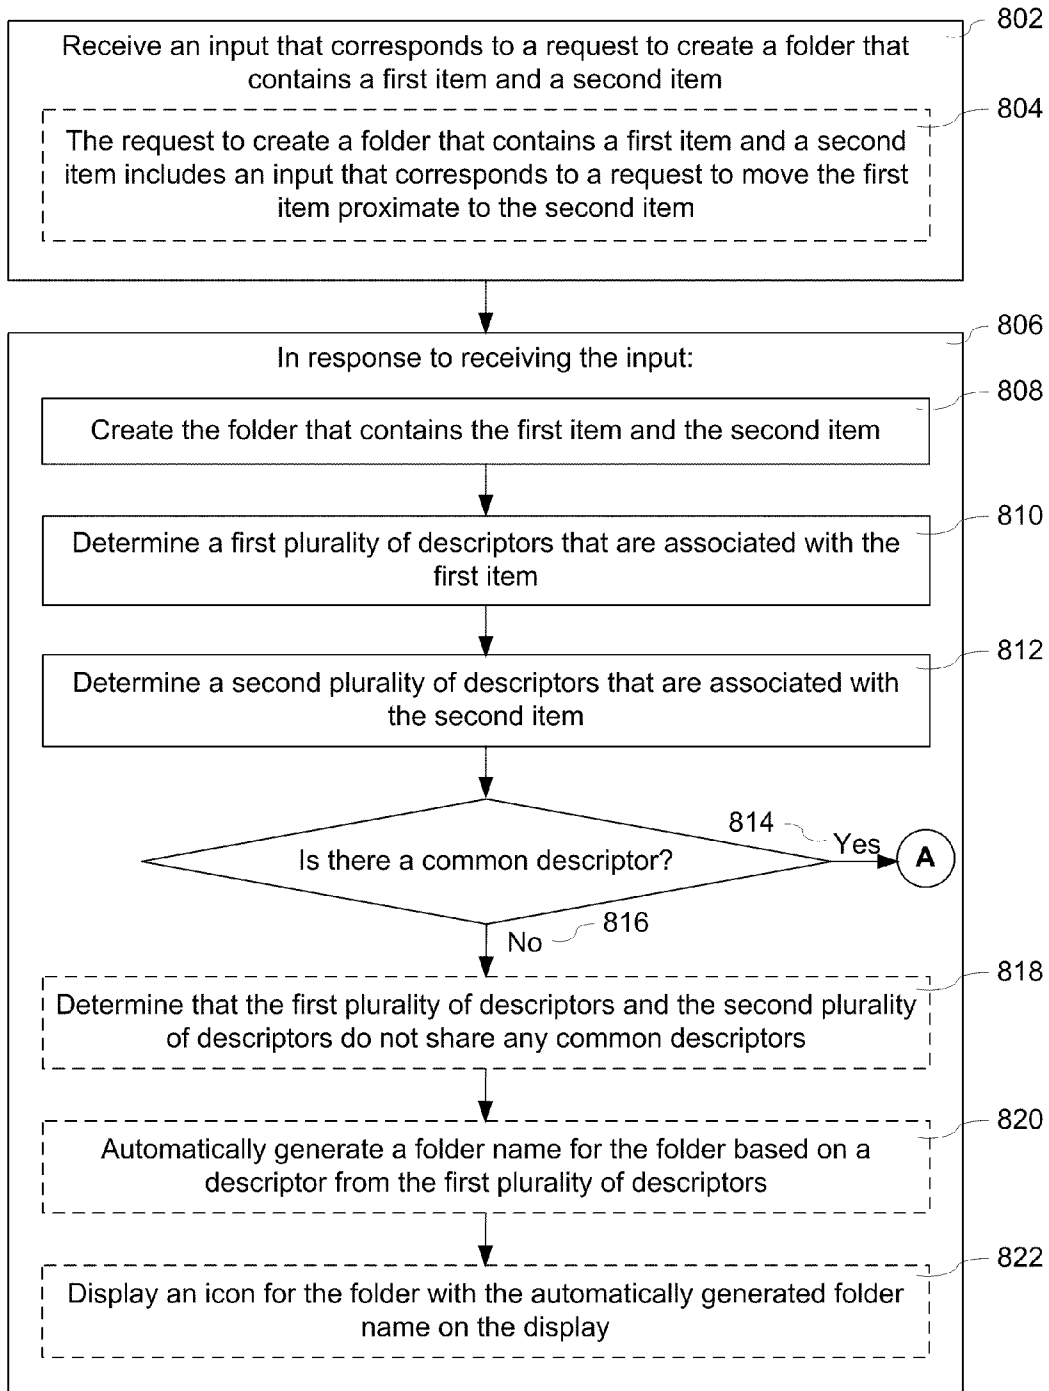 802
Receive an input that corresponds to a request to create a folder that
contains a first item and a second item
804
The request to create a folder that contains a first item and a second
item includes an input that corresponds to a request to move the first
item proximate to the second item
806
In response to receiving the input:
808
Create the folder that contains the first item and the second item
810
Determine a first plurality of descriptors that are associated with the
first item
812
Determine a second plurality of descriptors that are associated with
the second item
814
Is there a common descriptor?
Yes
A
816
No
818
Determine that the first plurality of descriptors and the second plurality
of descriptors do not share any common descriptors
820
Automatically generate a folder name for the folder based on a
descriptor from the first plurality of descriptors
822
Display an icon for the folder with the automatically generated folder
name on the display